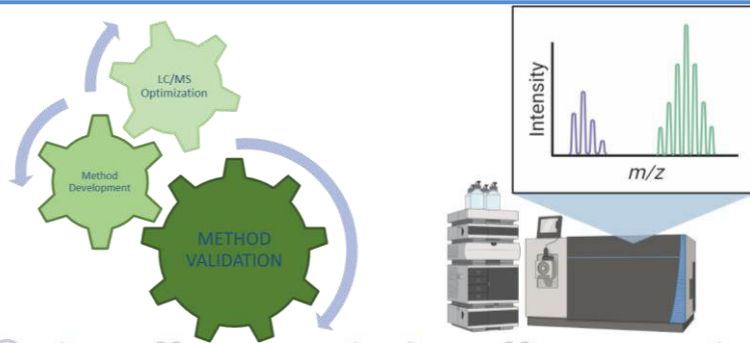 LC/MS
Optimization
Method
Development
METHOD
VALIDATION
Intensity
m/z